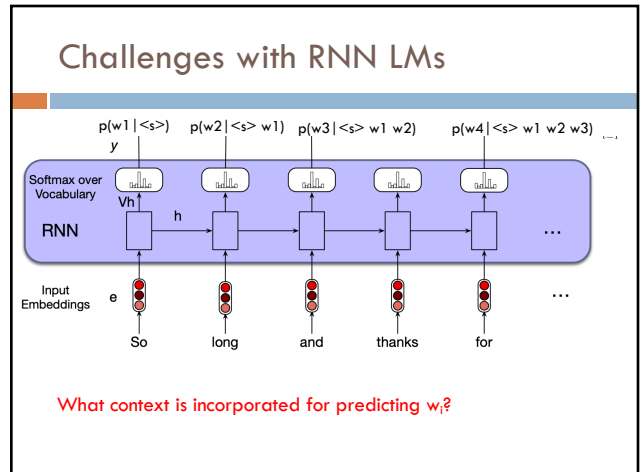 Challenges with RNN LMs
p(w1|<s>) p(w2|<s> w1) p(w3|<s> w1 w2) p(w4|<s> w1 w2 w3)
y
Softmax over
Vocabulary
Vh
RNN h ...
Input
Embeddings e ...
So long and thanks for
What context is incorporated for predicting wᵢ?